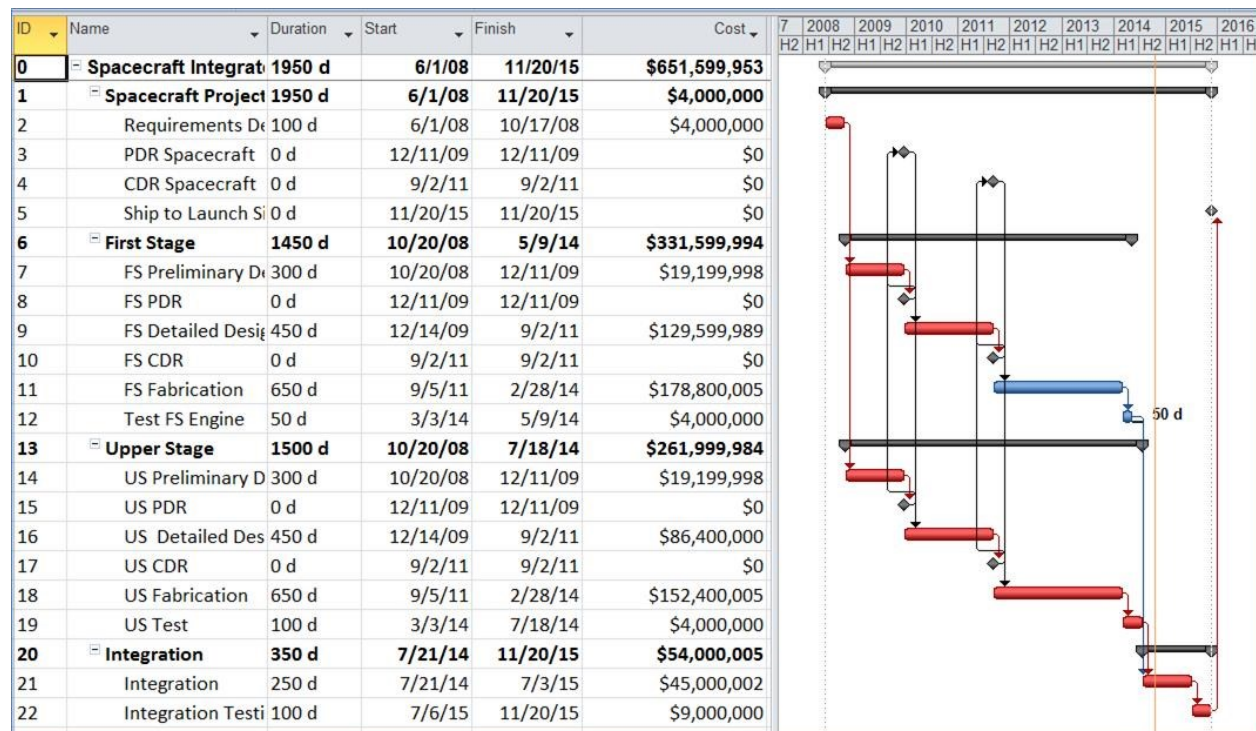 ID Name Duration Start Finish Cost 7 2008 2009 2010 2011 2012 2013 2014 2015 2016
H2 H1 H2 H1 H2 H1 H2 H1 H2 H1 H2 H1 H2 H1 H2 H1 H2 H
0 Spacecraft Integrat 1950 d 6/1/08 11/20/15 $651,599,953
1 Spacecraft Project 1950 d 6/1/08 11/20/15 $4,000,000
2 Requirements De 100 d 6/1/08 10/17/08 $4,000,000
3 PDR Spacecraft 0 d 12/11/09 12/11/09 $0
4 CDR Spacecraft 0 d 9/2/11 9/2/11 $0
5 Ship to Launch Si 0 d 11/20/15 11/20/15 $0
6 First Stage 1450 d 10/20/08 5/9/14 $331,599,994
7 FS Preliminary De 300 d 10/20/08 12/11/09 $19,199,998
8 FS PDR 0 d 12/11/09 12/11/09 $0
9 FS Detailed Desig 450 d 12/14/09 9/2/11 $129,599,989
10 FS CDR 0 d 9/2/11 9/2/11 $0
11 FS Fabrication 650 d 9/5/11 2/28/14 $178,800,005
12 Test FS Engine 50 d 3/3/14 5/9/14 $4,000,000 50 d
13 Upper Stage 1500 d 10/20/08 7/18/14 $261,999,984
14 US Preliminary D 300 d 10/20/08 12/11/09 $19,199,998
15 US PDR 0 d 12/11/09 12/11/09 $0
16 US Detailed Des 450 d 12/14/09 9/2/11 $86,400,000
17 US CDR 0 d 9/2/11 9/2/11 $0
18 US Fabrication 650 d 9/5/11 2/28/14 $152,400,005
19 US Test 100 d 3/3/14 7/18/14 $4,000,000
20 Integration 350 d 7/21/14 11/20/15 $54,000,005
21 Integration 250 d 7/21/14 7/3/15 $45,000,002
22 Integration Testi 100 d 7/6/15 11/20/15 $9,000,000